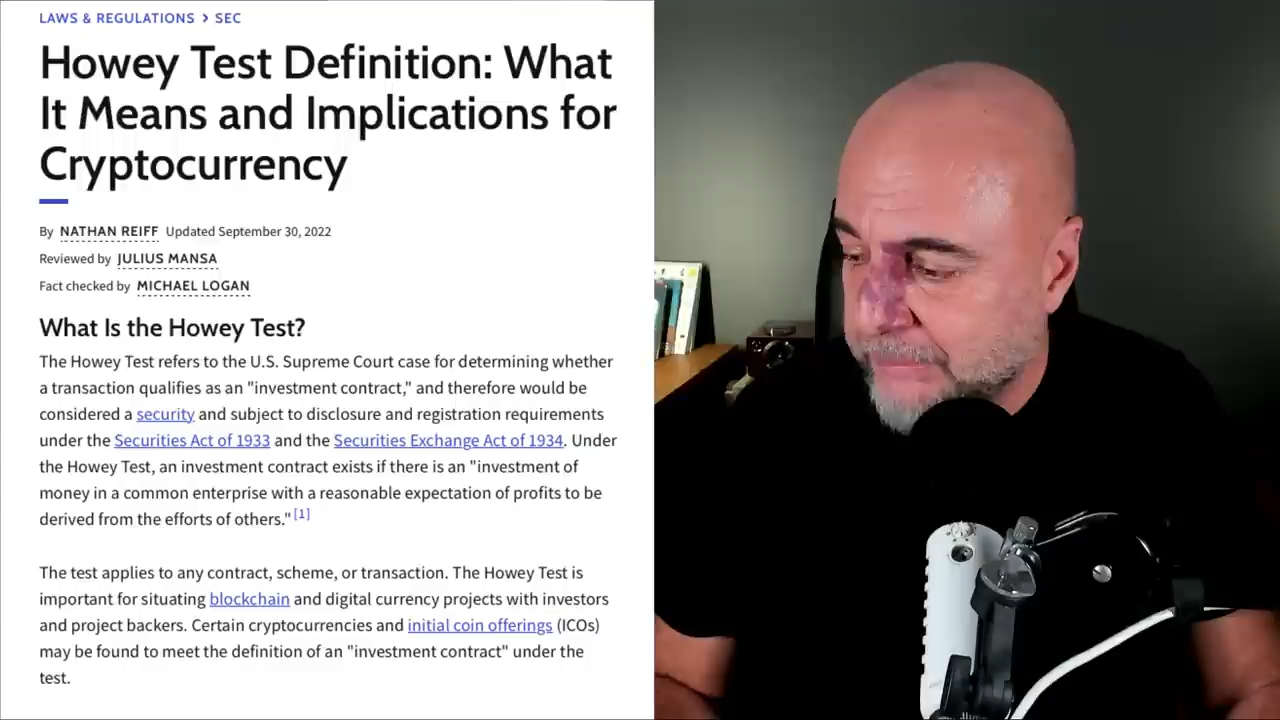 LAWS & REGULATIONS > SEC
Howey Test Definition: What
It Means and Implications for
Cryptocurrency
By NATHAN REIFF Updated September 30, 2022
Reviewed by JULIUS MANSA
Fact checked by MICHAEL LOGAN
What Is the Howey Test?
The Howey Test refers to the U.S. Supreme Court case for determining whether
a transaction qualifies as an "investment contract," and therefore would be
considered a security and subject to disclosure and registration requirements
under the Securities Act of 1933 and the Securities Exchange Act of 1934. Under
the Howey Test, an investment contract exists if there is an "investment of
money in a common enterprise with a reasonable expectation of profits to be
derived from the efforts of others." [1]
The test applies to any contract, scheme, or transaction. The Howey Test is
important for situating blockchain and digital currency projects with investors
and project backers. Certain cryptocurrencies and initial coin offerings (ICOs)
may be found to meet the definition of an "investment contract" under the
test.